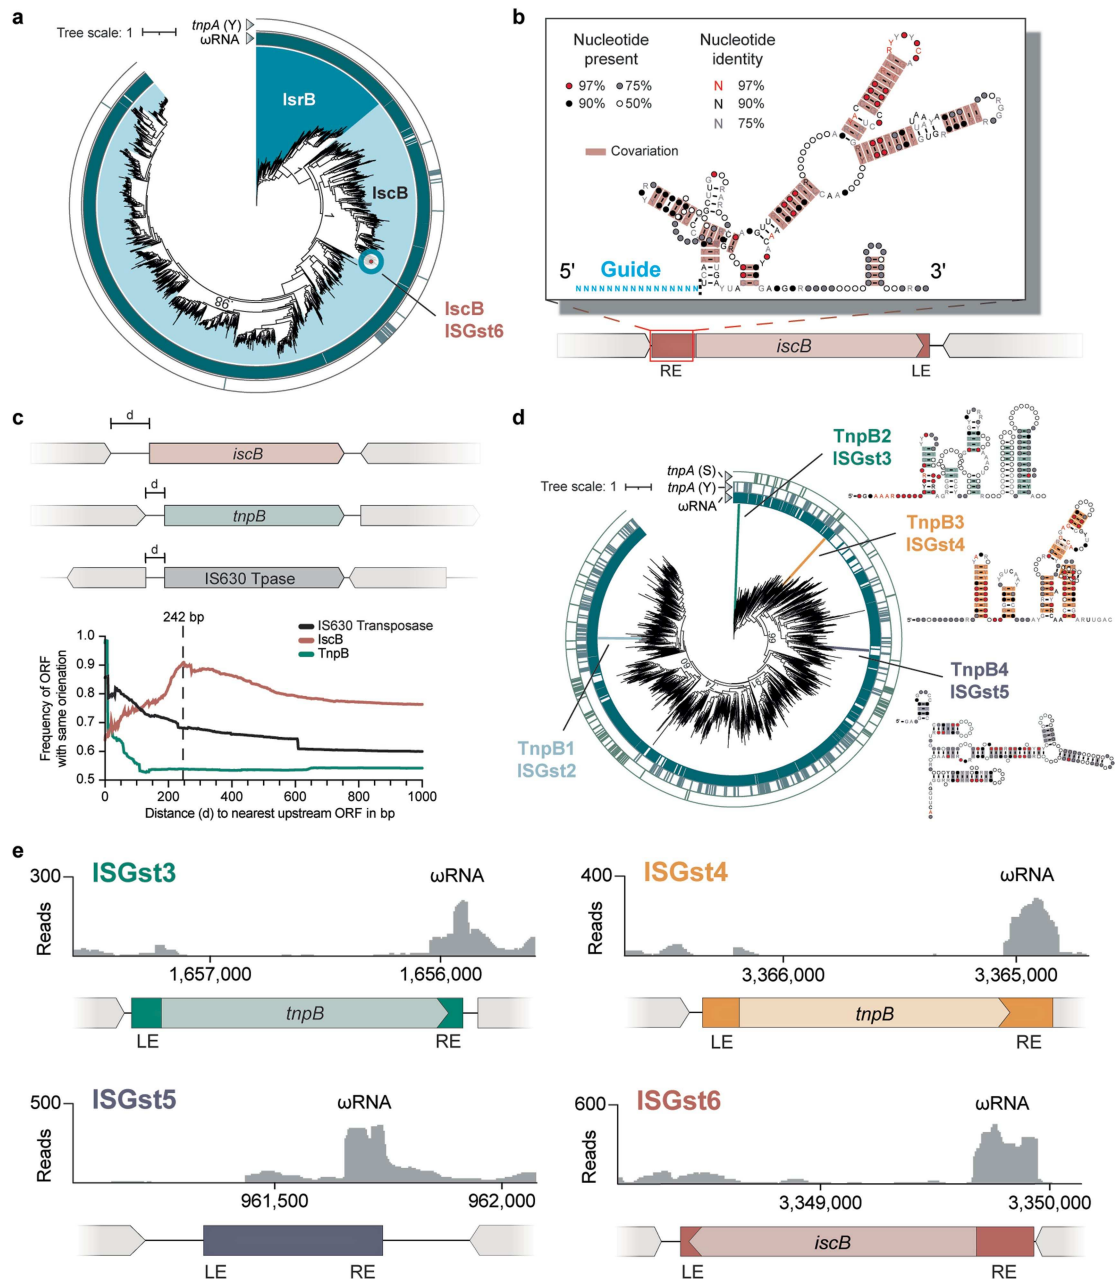 a
Tree scale: 1
tnpA (Y)
ωRNA
IsrB
IscB
98
IscB
ISGst6
b
Nucleotide
present
97%
75%
90%
50%
Nucleotide
identity
N 97%
N 90%
N 75%
Covariation
5'
Guide
NNNNNNNNNNNNNNNN
3'
iscB
RE
LE
c
d
iscB
d
tnpB
d
IS630 Tpase
242 bp
IS630 Transposase
IscB
TnpB
Frequency of ORF
with same orienation
1.0
0.9
0.8
0.7
0.6
0.5
0
200
400
600
800
1000
Distance (d) to nearest upstream ORF in bp
d
TnpB2
ISGst3
tnpA (S)
tnpA (Y)
ωRNA
Tree scale: 1
TnpB3
ISGst4
TnpB4
ISGst5
TnpB1
ISGst2
e
ISGst3
300
Reads
ωRNA
1,657,000
1,656,000
tnpB
LE
RE
ISGst4
400
Reads
ωRNA
3,366,000
3,365,000
tnpB
LE
RE
ISGst5
500
Reads
ωRNA
961,500
962,000
LE
RE
ISGst6
600
Reads
ωRNA
3,349,000
3,350,000
iscB
LE
RE